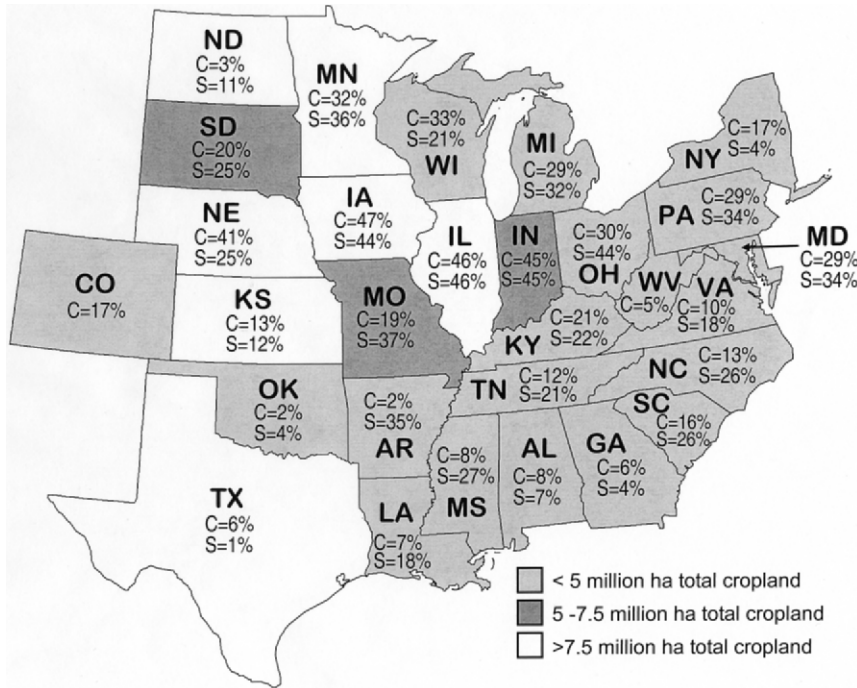 ND
C=3%
S=11%
MN
C=32%
S=36%
C=33%
S=21%
WI
MI
C=29%
S=32%
C=17%
S=4%
NY
SD
C=20%
S=25%
IA
C=47%
S=44%
NE
C=41%
S=25%
IL
C=46%
S=46%
IN
C=45%
S=45%
C=30%
S=44%
OH
C=29%
PA S=34%
MD
C=29%
S=34%
CO
C=17%
KS
C=13%
S=12%
MO
C=19%
S=37%
WV
C=5%
VA
C=10%
S=18%
C=21%
KY S=22%
C=12%
TN S=21%
C=13%
NC S=26%
SC
C=16%
S=26%
OK
C=2%
S=4%
C=2%
S=35%
AR
C=8%
S=27%
MS
AL
C=8%
S=7%
GA
C=6%
S=4%
TX
C=6%
S=1%
LA
C=7%
S=18%
< 5 million ha total cropland
5 -7.5 million ha total cropland
>7.5 million ha total cropland